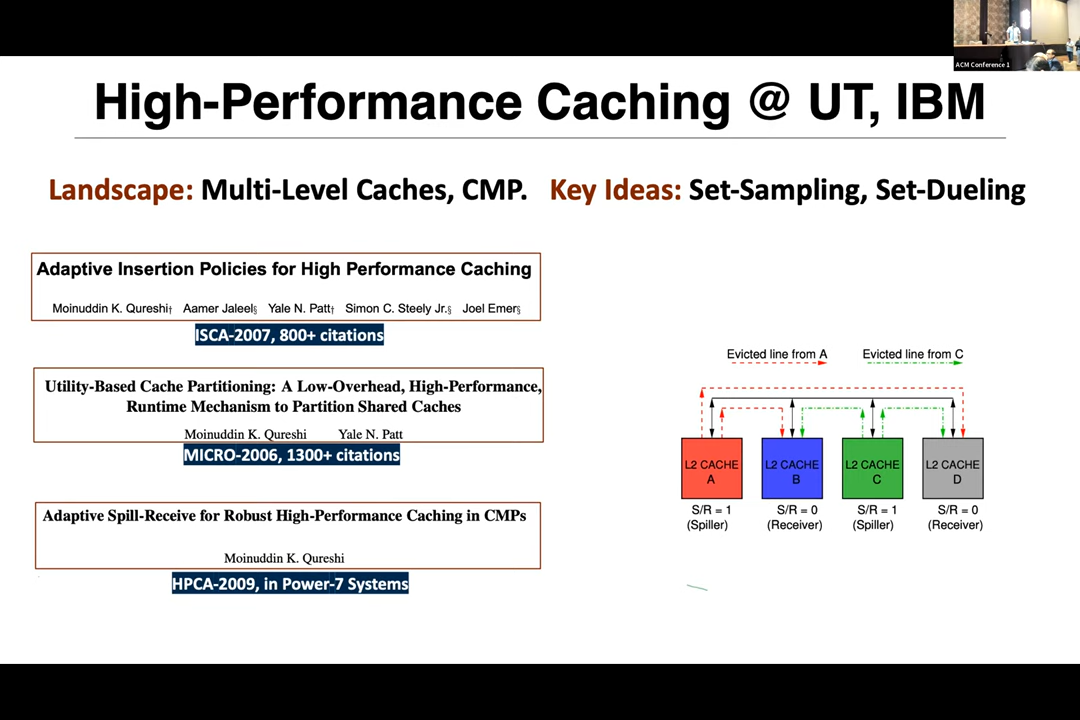 ACM Conference 1
High-Performance Caching @ UT, IBM
Landscape: Multi-Level Caches, CMP. Key Ideas: Set-Sampling, Set-Dueling
Adaptive Insertion Policies for High Performance Caching
Moinuddin K. Qureshi† Aamer Jaleel§ Yale N. Patt† Simon C. Steely Jr.§ Joel Emer§
ISCA-2007, 800+ citations
Utility-Based Cache Partitioning: A Low-Overhead, High-Performance,
Runtime Mechanism to Partition Shared Caches
Moinuddin K. Qureshi Yale N. Patt
MICRO-2006, 1300+ citations
Adaptive Spill-Receive for Robust High-Performance Caching in CMPs
Moinuddin K. Qureshi
HPCA-2009, in Power-7 Systems
Evicted line from A Evicted line from C
L2 CACHE L2 CACHE L2 CACHE L2 CACHE
A B C D
S/R = 1 S/R = 0 S/R = 1 S/R = 0
(Spiller) (Receiver) (Spiller) (Receiver)